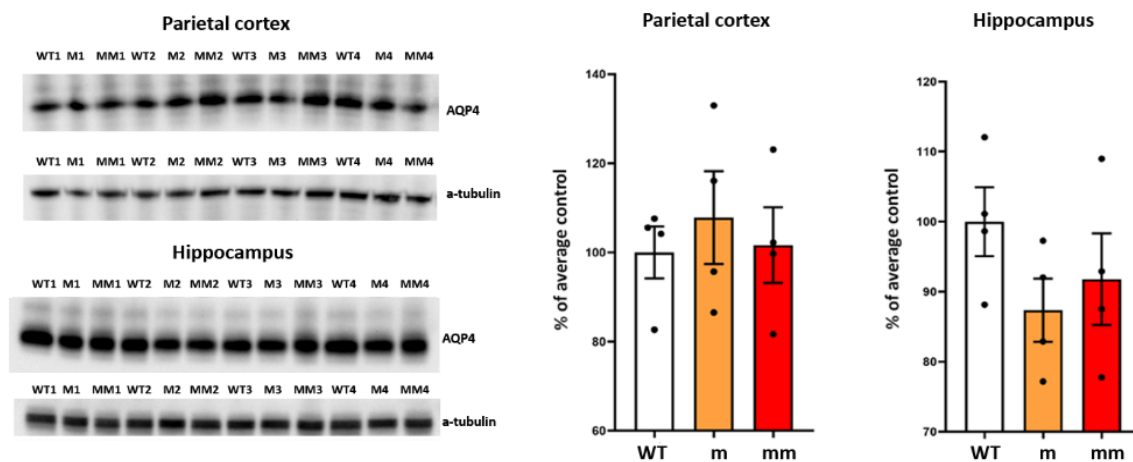 Parietal cortex
WT1 M1 MM1 WT2 M2 MM2 WT3 M3 MM3 WT4 M4 MM4
AQP4
WT1 M1 MM1 WT2 M2 MM2 WT3 M3 MM3 WT4 M4 MM4
a-tubulin
Hippocampus
WT1 M1 MM1 WT2 M2 MM2 WT3 M3 MM3 WT4 M4 MM4
AQP4
WT1 M1 MM1 WT2 M2 MM2 WT3 M3 MM3 WT4 M4 MM4
a-tubulin
Parietal cortex
% of average control
140
120
100
80
60
WT m mm
Hippocampus
% of average control
120
110
100
90
80
70
WT m mm